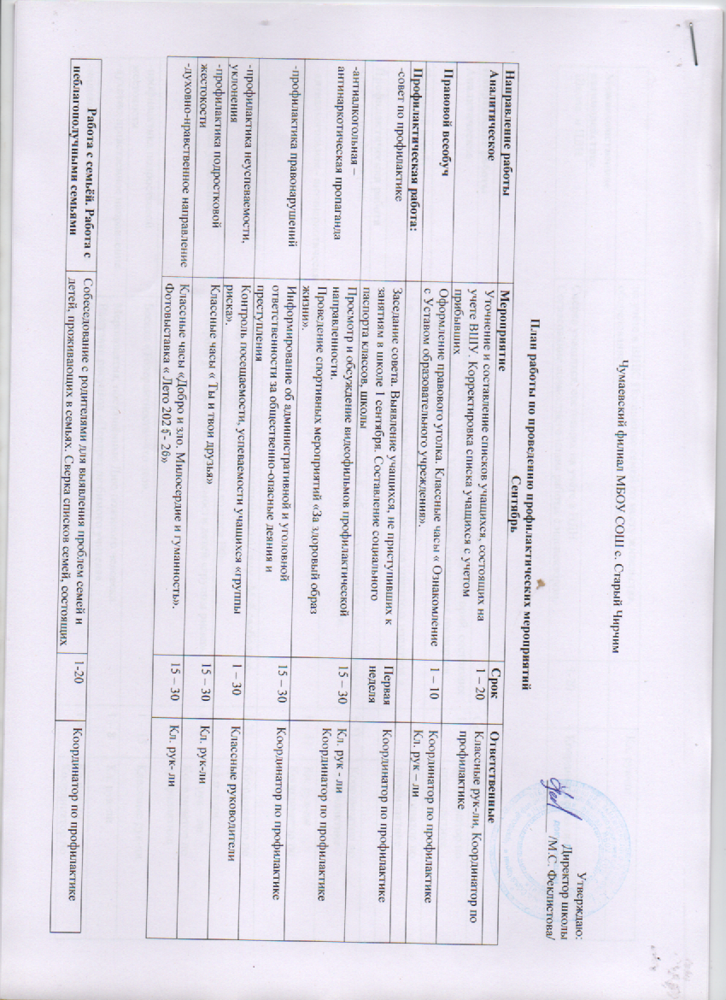 Утверждаю:
Директор школы
/М.С. Феклистова/
Чумаевский филиал МБОУ СОШ с. Старый Чирчим
План работы по проведению профилактических мероприятий
Сентябрь
Направление работы
Мероприятие
Срок
Ответственные
Аналитическое
Уточнение и составление списков учащихся, состоящих на
учете ВШУ. Корректировка списка учащихся с учетом
прибывших
1 – 20
Классные рук-ли, Координатор по
профилактике
Правовой всеобуч
Оформление правового уголка. Классные часы « Ознакомление
с Уставом образовательного учреждения».
1 – 10
Координатор по профилактике
Кл. рук – ли
Профилактическая работа:
-совет по профилактике
Заседание совета. Выявление учащихся, не приступивших к
занятиям в школе 1 сентября. Составление социального
паспорта классов, школы
Первая
неделя
Координатор по профилактике
-антиалкогольная –
антинаркотическая пропаганда
Просмотр и обсуждение видеофильмов профилактической
направленности.
Проведение спортивных мероприятий «За здоровый образ
жизни».
15 – 30
Кл. рук - ли
Координатор по профилактике
-профилактика правонарушений
Информирование об административной и уголовной
ответственности за общественно-опасные деяния и
преступления
15 – 30
Координатор по профилактике
-профилактика неуспеваемости,
уклонения
Контроль посещаемости, успеваемости учащихся «группы
риска».
1 – 30
Классные руководители
-профилактика подростковой
жестокости
Классные часы « Ты и твои друзья»
15 – 30
Кл. рук-ли
-духовно-нравственное направление
Классные часы «Добро и зло. Милосердие и гуманность».
Фотовыставка « Лето 2025- 26»
15 – 30
Кл. рук- ли
Работа с семьёй. Работа с
неблагополучными семьями
Собеседование с родителями для выявления проблем семей и
детей, проживающих в семьях. Сверка списков семей, состоящих
1-20
Координатор по профилактике